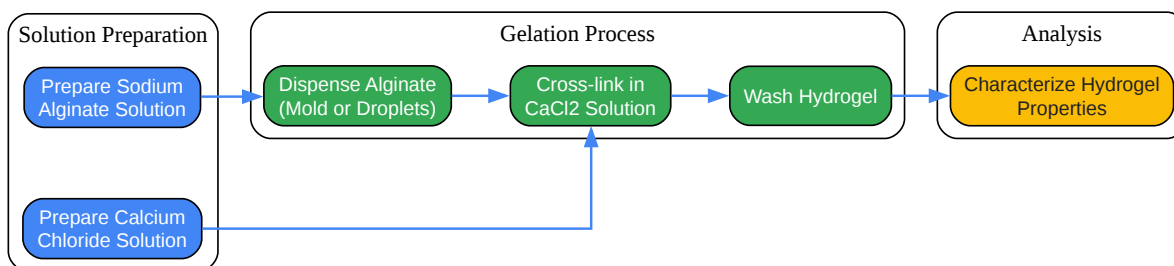 Solution Preparation
Prepare Sodium
Alginate Solution
Prepare Calcium
Chloride Solution
Gelation Process
Dispense Alginate
(Mold or Droplets)
Cross-link in
CaCl2 Solution
Wash Hydrogel
Analysis
Characterize Hydrogel
Properties